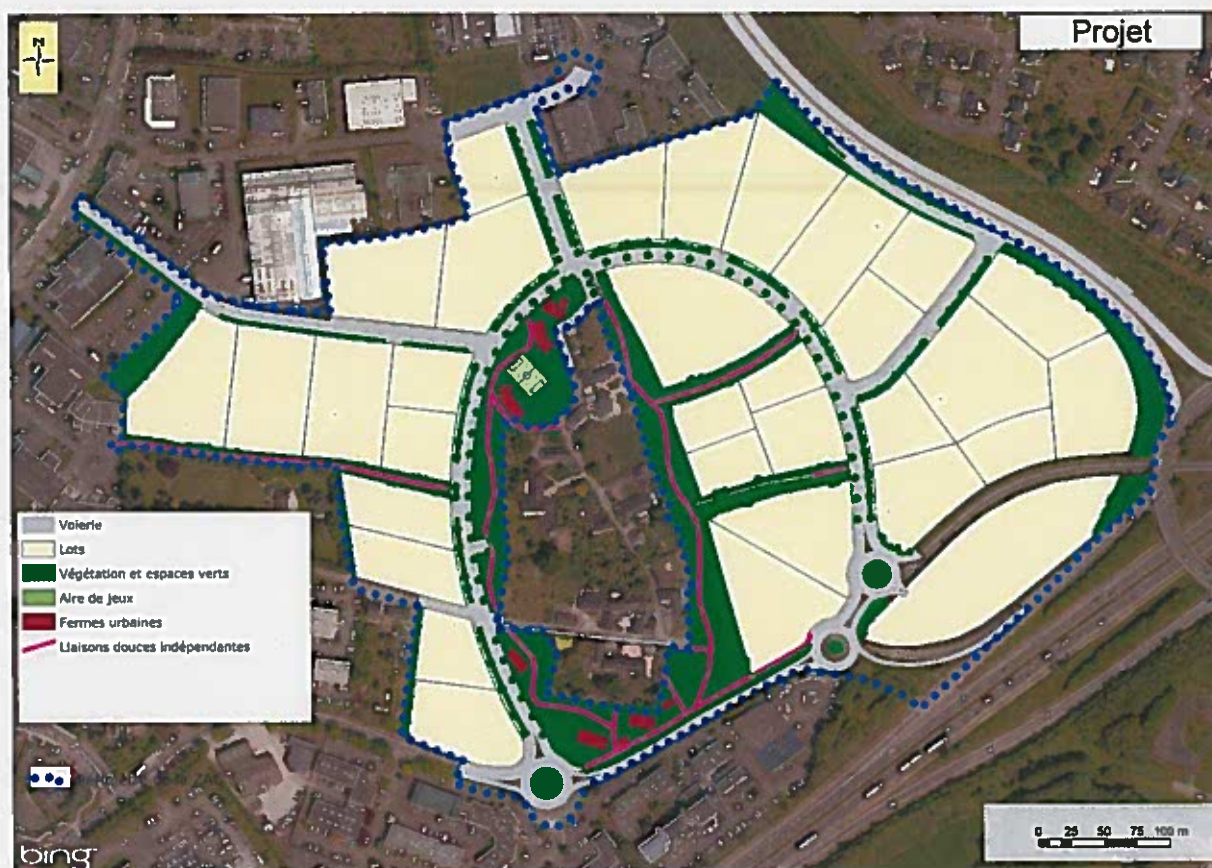 N
Projet
Voierie
Lots
Végétation et espaces verts
Aire de jeux
Fermes urbaines
Liaisons douces indépendantes
ZAC
0 25 50 75 100 m
bing